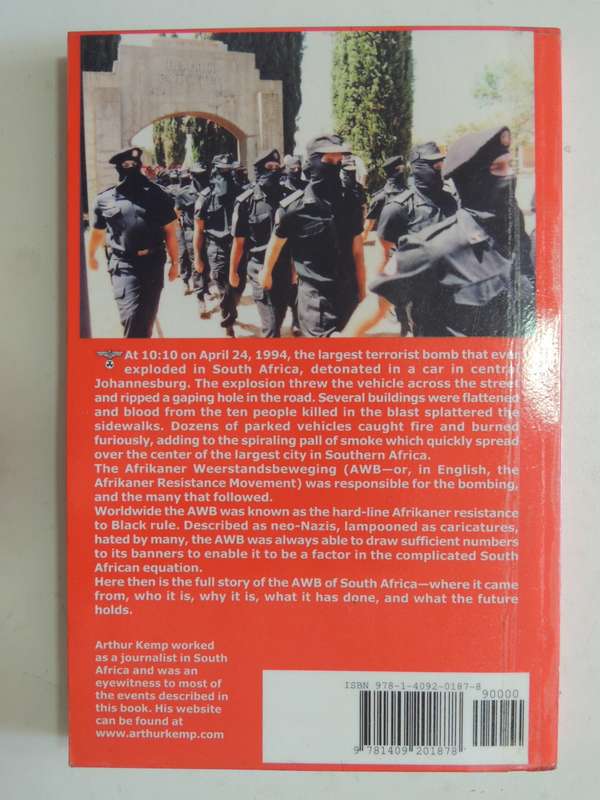 At 10:10 on April 24, 1994, the largest terrorist bomb that ever
exploded in South Africa, detonated in a car in central
Johannesburg. The explosion threw the vehicle across the street
and ripped a gaping hole in the road. Several buildings were flattened
and blood from the ten people killed in the blast splattered the
sidewalks. Dozens of parked vehicles caught fire and burned
furiously, adding to the spiraling pall of smoke which quickly spread
over the center of the largest city in Southern Africa.
The Afrikaner Weerstandsbeweging (AWB—or, in English, the
Afrikaner Resistance Movement) was responsible for the bombing,
and the many that followed.
Worldwide the AWB was known as the hard-line Afrikaner resistance
to Black rule. Described as neo-Nazis, lampooned as caricatures,
hated by many, the AWB was always able to draw sufficient numbers
to its banners to enable it to be a factor in the complicated South
African equation.
Here then is the full story of the AWB of South Africa—where it came
from, who it is, why it is, what it has done, and what the future
holds.
Arthur Kemp worked
as a journalist in South
Africa and was an
eyewitness to most of
the events described in
this book. His website
can be found at
www.arthurkemp.com
ISBN 978-1-4092-0187-8
90000
9 781409 201878